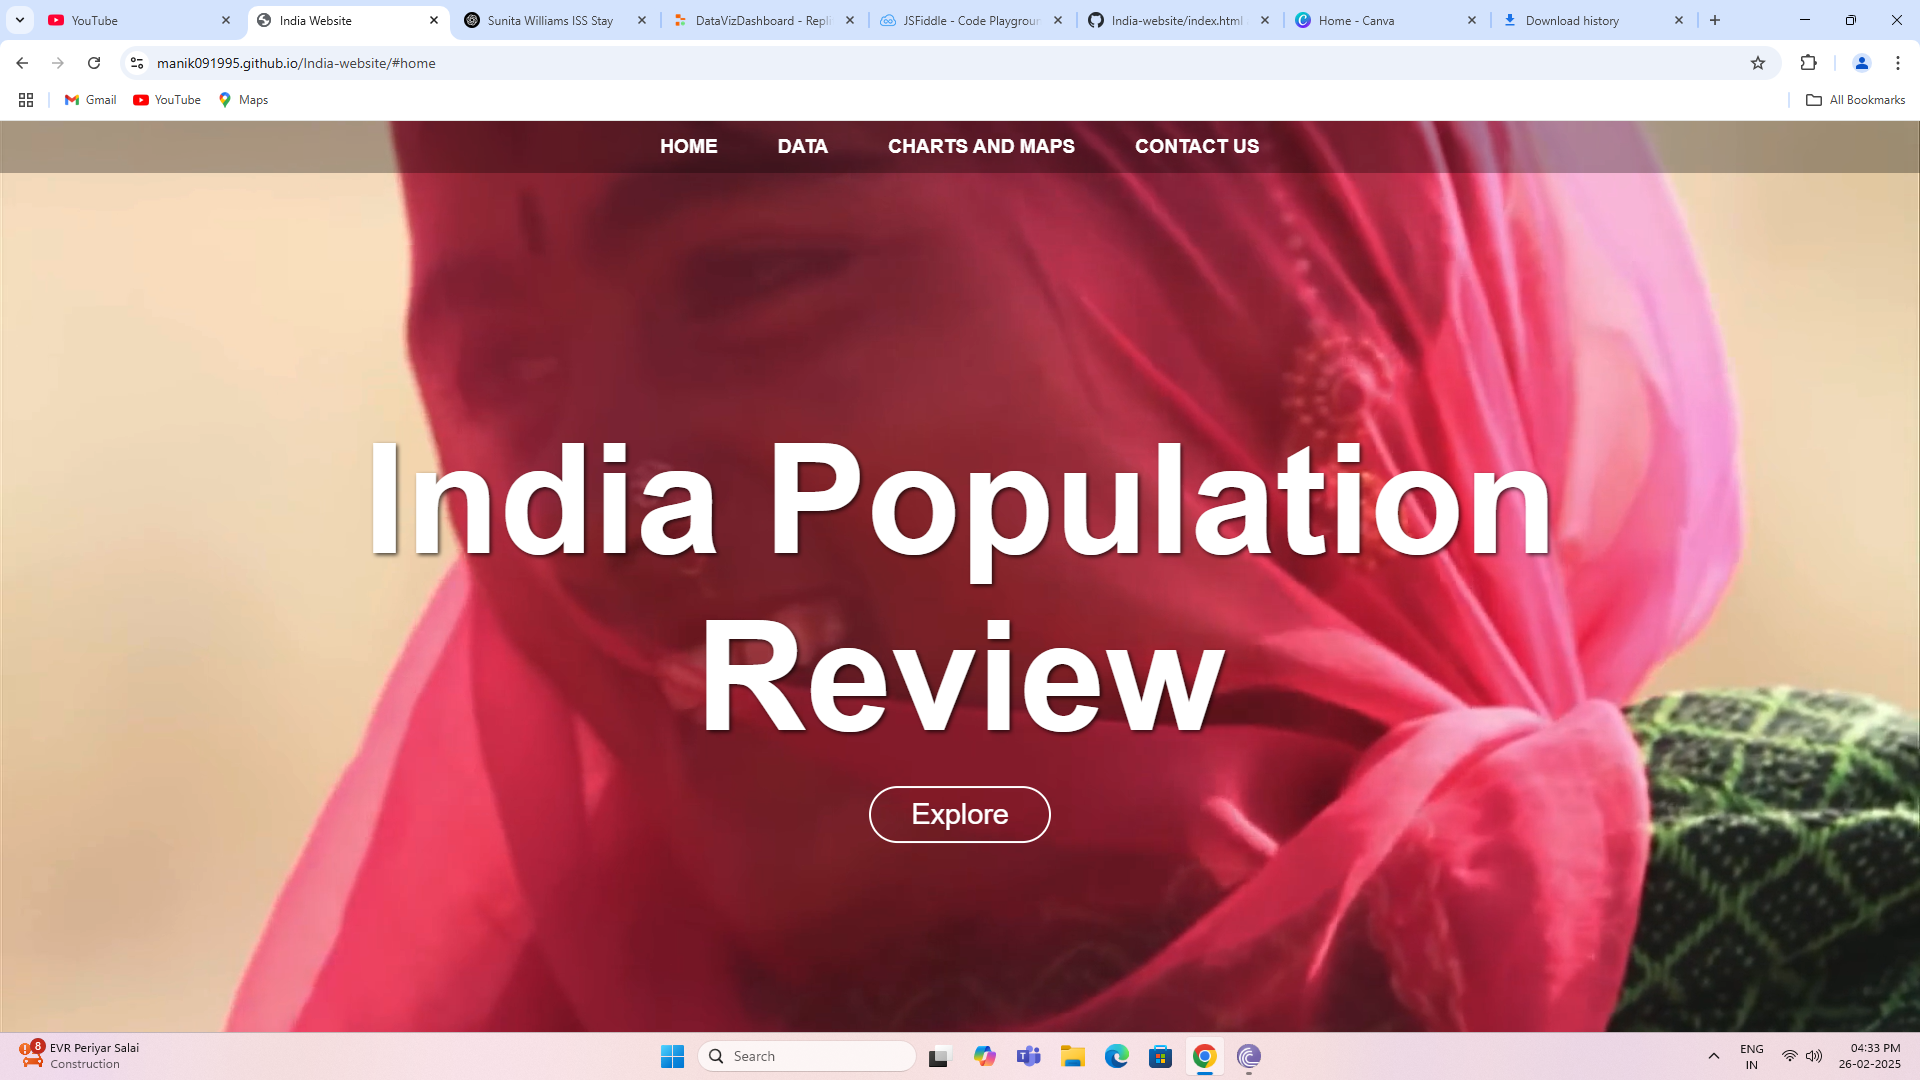 YouTube
India Website
Sunita Williams ISS Stay
DataVizDashboard - Repli
JSFiddle - Code Playgroun
India-website/index.html
Home - Canva
Download history
manik091995.github.io/India-website/#home
Gmail
YouTube
Maps
All Bookmarks
HOME
DATA
CHARTS AND MAPS
CONTACT US
India Population
Review
Explore
8
EVR Periyar Salai
Construction
Search
ENG
IN
04:33 PM
26-02-2025